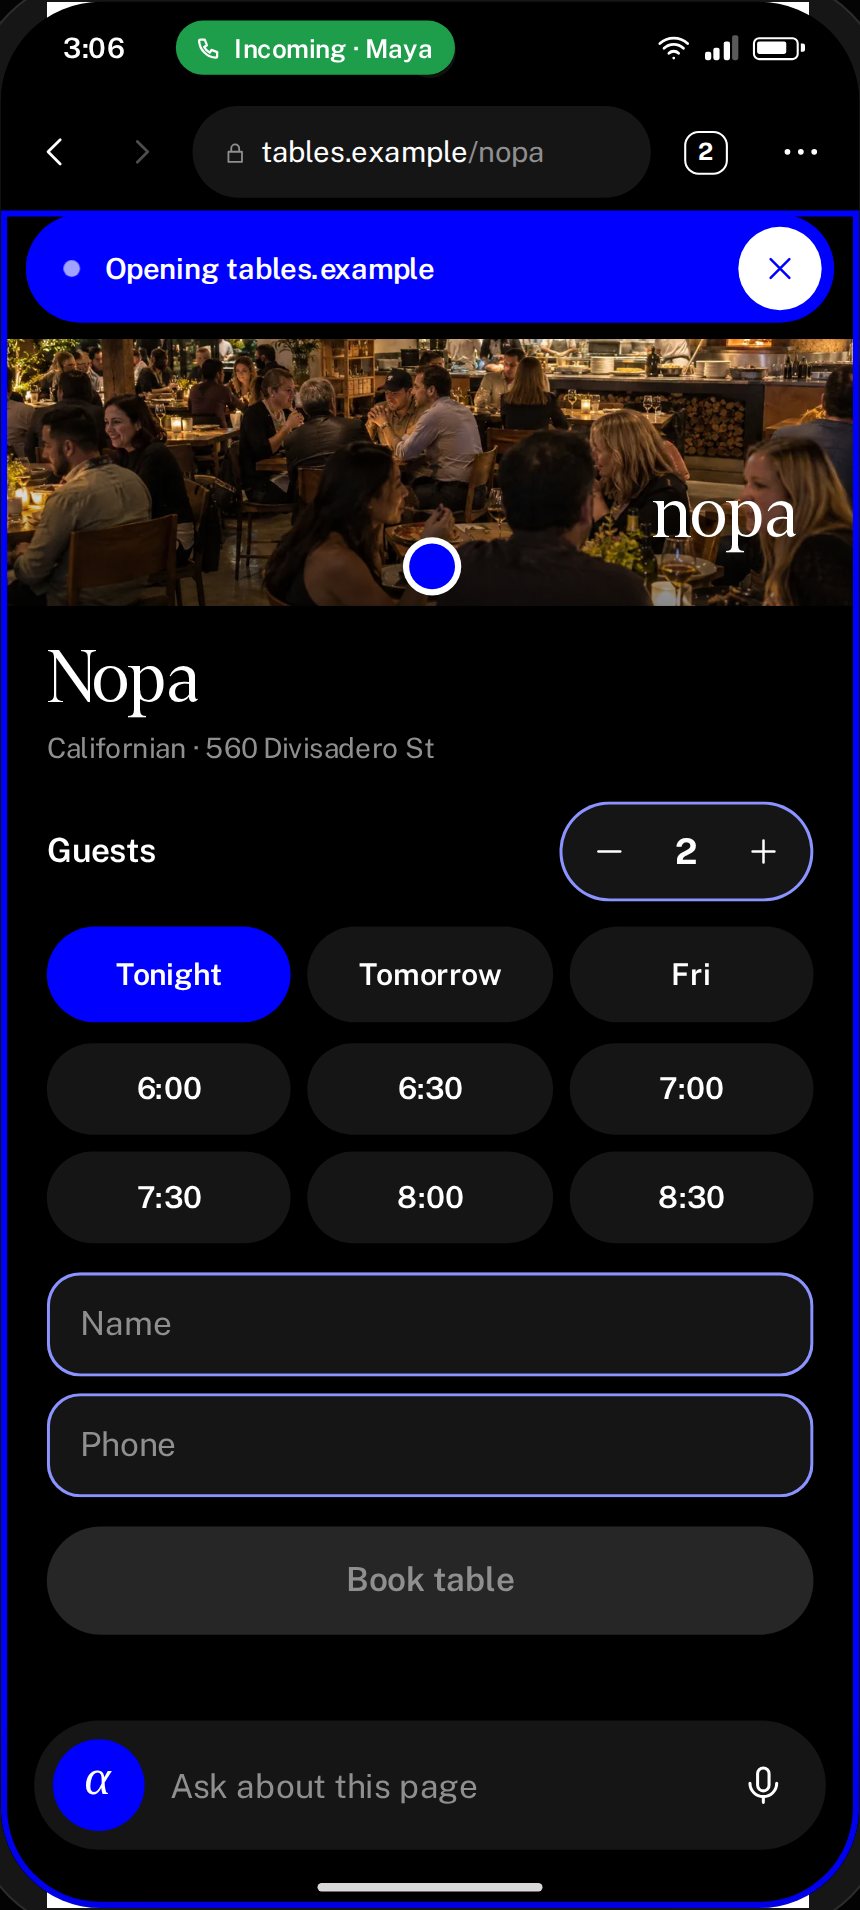 3:06
Incoming · Maya
tables.example/nopa
2
Opening tables.example
nopa
Nopa
Californian · 560 Divisadero St
Guests
2
Tonight
Tomorrow
Fri
6:00
6:30
7:00
7:30
8:00
8:30
Name
Phone
Book table
α
Ask about this page